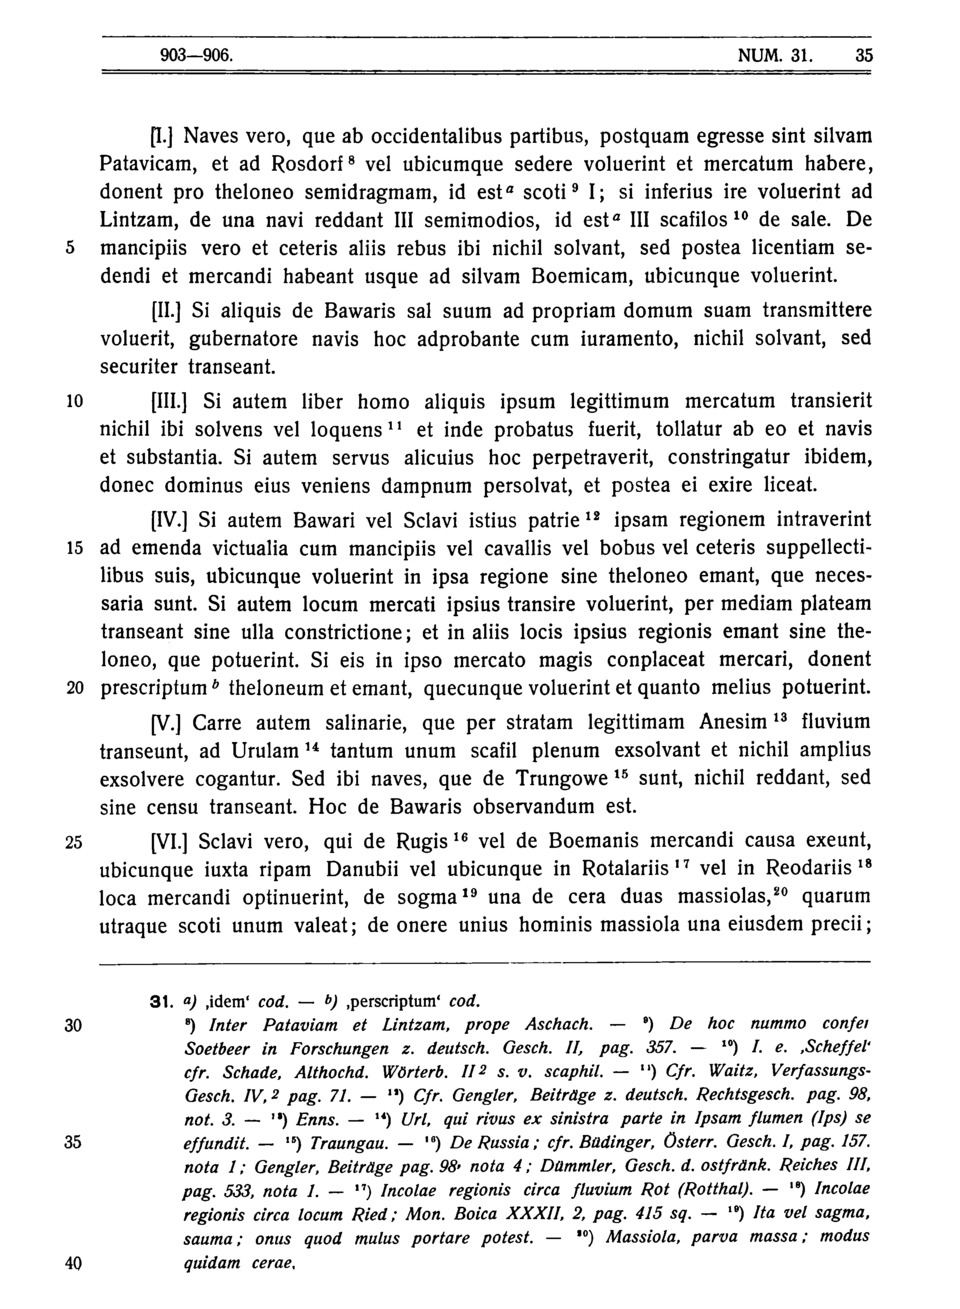 903—906. NUM. 31. 35
[I.] Naves vero, que ab occidentalibus partibus, postquam egresse sint silvam
Patavicam, et ad Rosdorf ⁸ vel ubicumque sedere voluerint et mercatum habere,
donent pro theloneo semidragmam, id est ᵃ scoti ⁹ I; si inferius ire voluerint ad
Lintzam, de una navi reddant III semimodios, id est ᵃ III scafilos ¹⁰ de sale. De
5 mancipiis vero et ceteris aliis rebus ibi nichil solvant, sed postea licentiam se-
dendi et mercandi habeant usque ad silvam Boemicam, ubicunque voluerint.
[II.] Si aliquis de Bawaris sal suum ad propriam domum suam transmittere
voluerit, gubernatore navis hoc adprobante cum iuramento, nichil solvant, sed
securiter transeant.
10 [III.] Si autem liber homo aliquis ipsum legittimum mercatum transierit
nichil ibi solvens vel loquens ¹¹ et inde probatus fuerit, tollatur ab eo et navis
et substantia. Si autem servus alicuius hoc perpetraverit, constringatur ibidem,
donec dominus eius veniens dampnum persolvat, et postea ei exire liceat.
[IV.] Si autem Bawari vel Sclavi istius patrie ¹² ipsam regionem intraverint
15 ad emenda victualia cum mancipiis vel cavallis vel bobus vel ceteris suppellecti-
libus suis, ubicunque voluerint in ipsa regione sine theloneo emant, que neces-
saria sunt. Si autem locum mercati ipsius transire voluerint, per mediam plateam
transeant sine ulla constrictione; et in aliis locis ipsius regionis emant sine the-
loneo, que potuerint. Si eis in ipso mercato magis conplaceat mercari, donent
20 prescriptum ᵇ theloneum et emant, quecunque voluerint et quanto melius potuerint.
[V.] Carre autem salinarie, que per stratam legittimam Anesim ¹³ fluvium
transeunt, ad Urulam ¹⁴ tantum unum scafil plenum exsolvant et nichil amplius
exsolvere cogantur. Sed ibi naves, que de Trungowe ¹⁵ sunt, nichil reddant, sed
sine censu transeant. Hoc de Bawaris observandum est.
25 [VI.] Sclavi vero, qui de Rugis ¹⁶ vel de Boemanis mercandi causa exeunt,
ubicunque iuxta ripam Danubii vel ubicunque in Rotalariis ¹⁷ vel in Reodariis ¹⁸
loca mercandi optinuerint, de sogma ¹⁹ una de cera duas massiolas,²⁰ quarum
utraque scoti unum valeat; de onere unius hominis massiola una eiusdem precii;
31. a) ‚idem‘ cod. — b) ‚perscriptum‘ cod.
30 ⁸) Inter Pataviam et Lintzam, prope Aschach. — ⁹) De hoc nummo confer
Soetbeer in Forschungen z. deutsch. Gesch. II, pag. 357. — ¹⁰) I. e. ‚Scheffel‘
cfr. Schade, Althochd. Wörterb. II 2 s. v. scaphil. — ¹¹) Cfr. Waitz, Verfassungs-
Gesch. IV, 2 pag. 71. — ¹²) Cfr. Gengler, Beiträge z. deutsch. Rechtsgesch. pag. 98,
not. 3. — ¹³) Enns. — ¹⁴) Url, qui rivus ex sinistra parte in Ipsam flumen (Ips) se
35 effundit. — ¹⁵) Traungau. — ¹⁶) De Russia; cfr. Büdinger, Österr. Gesch. I, pag. 157.
nota 1; Gengler, Beiträge pag. 98, nota 4; Dümmler, Gesch. d. ostfränk. Reiches III,
pag. 533, nota 1. — ¹⁷) Incolae regionis circa fluvium Rot (Rotthal). — ¹⁸) Incolae
regionis circa locum Ried; Mon. Boica XXXII, 2, pag. 415 sq. — ¹⁹) Ita vel sagma,
sauma; onus quod mulus portare potest. — ²⁰) Massiola, parva massa; modus
40 quidam cerae.